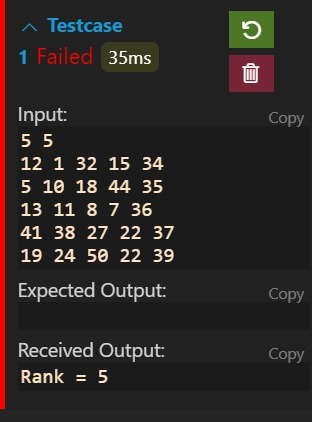 Testcase
1 Failed 35ms
Input:
Copy
5 5
12 1 32 15 34
5 10 18 44 35
13 11 8 7 36
41 38 27 22 37
19 24 50 22 39
Expected Output:
Copy
Received Output:
Copy
Rank = 5